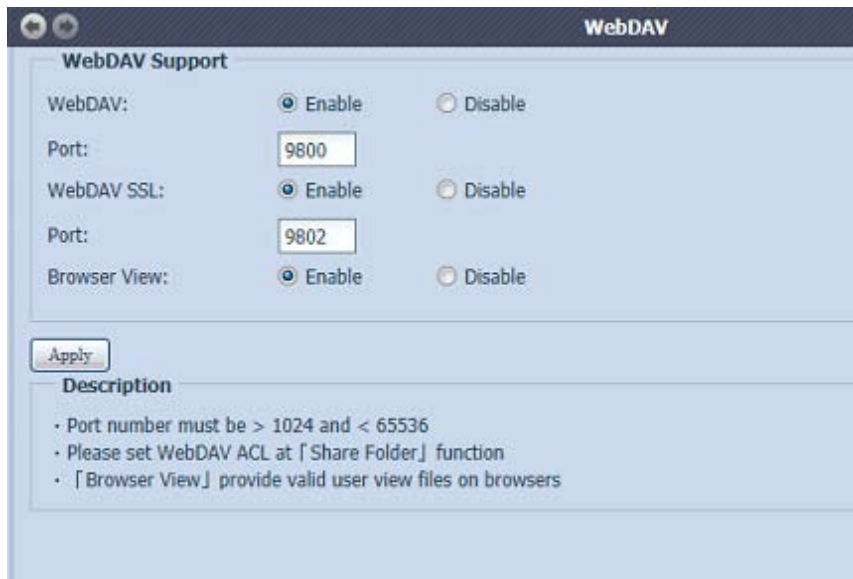 WebDAV
WebDAV Support
WebDAV: Enable Disable
Port: 9800
WebDAV SSL: Enable Disable
Port: 9802
Browser View: Enable Disable
Apply
Description
· Port number must be > 1024 and < 65536
· Please set WebDAV ACL at「Share Folder」function
· 「Browser View」provide valid user view files on browsers